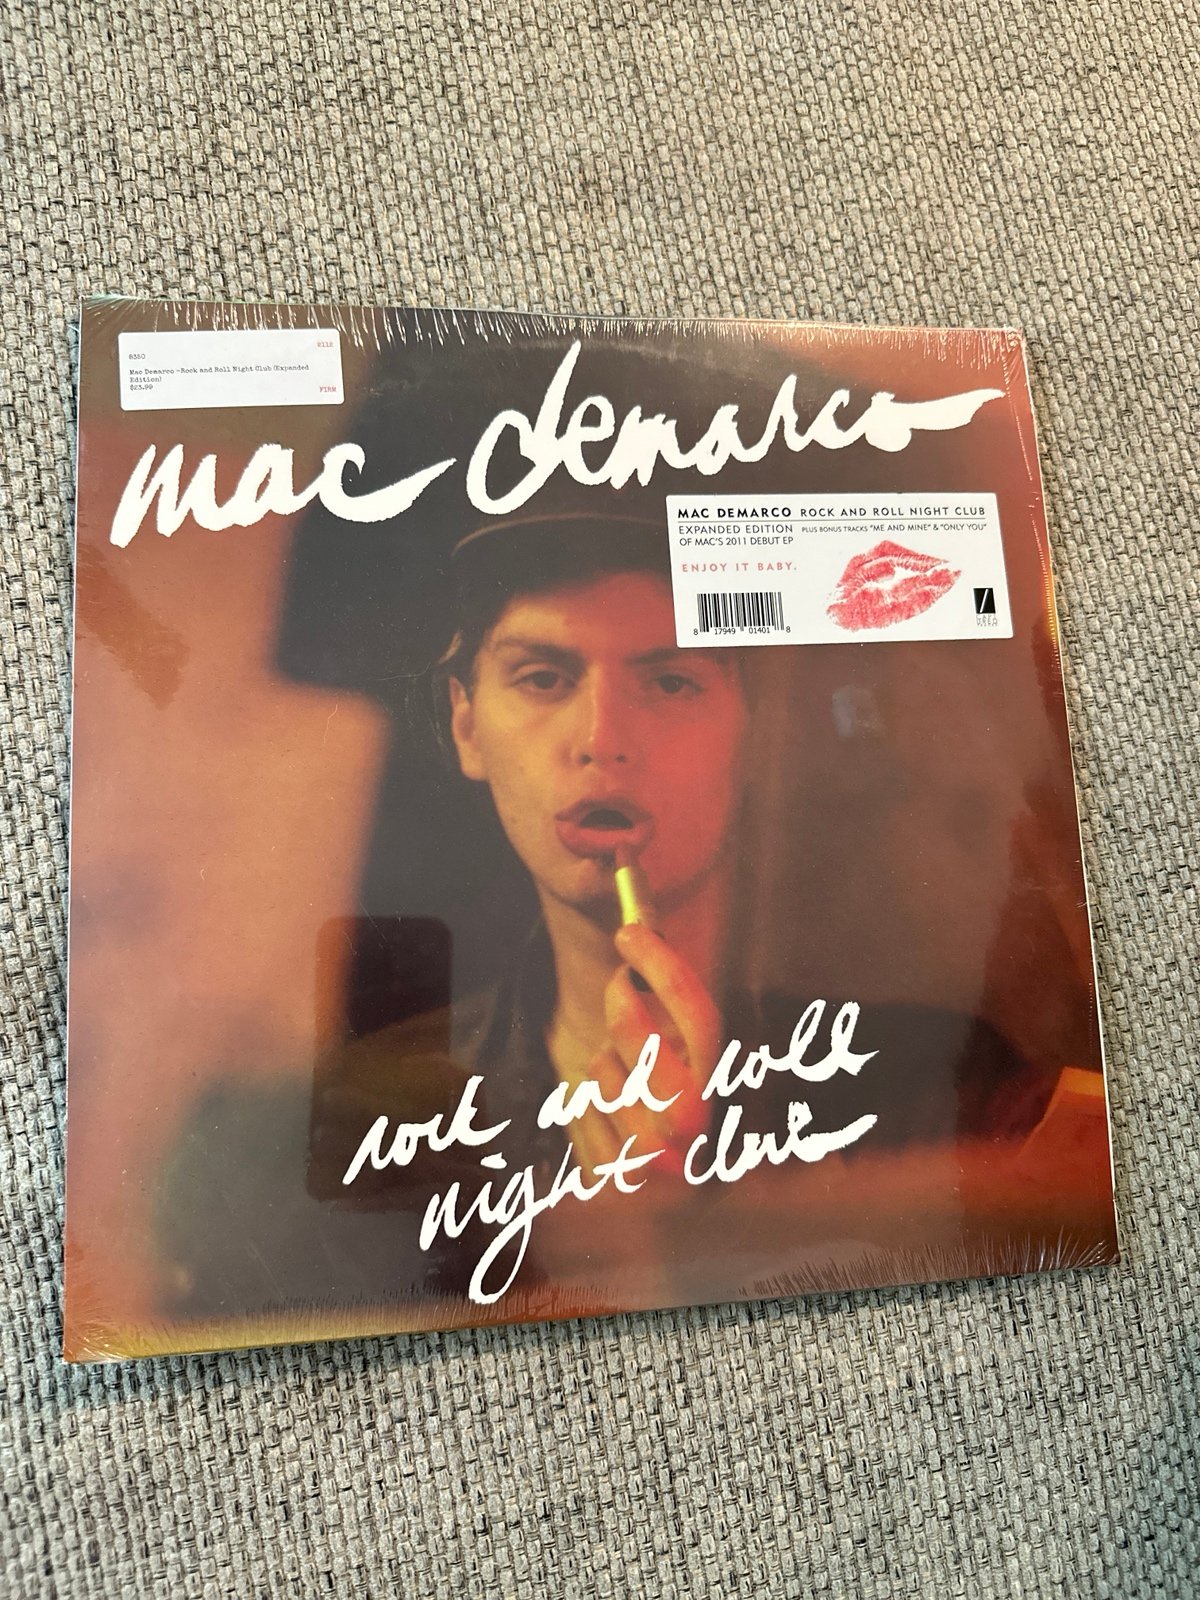 8350
2112
Mac Demarco -Rock and Roll Night Club (Expanded
Edition)
$23.99
FIRM
mac demarco
MAC DEMARCO ROCK AND ROLL NIGHT CLUB
EXPANDED EDITION
OF MAC'S 2011 DEBUT EP
PLUS BONUS TRACKS "ME AND MINE" & "ONLY YOU"
ENJOY IT BABY.
8 17949 01401 8
rock and roll
night club